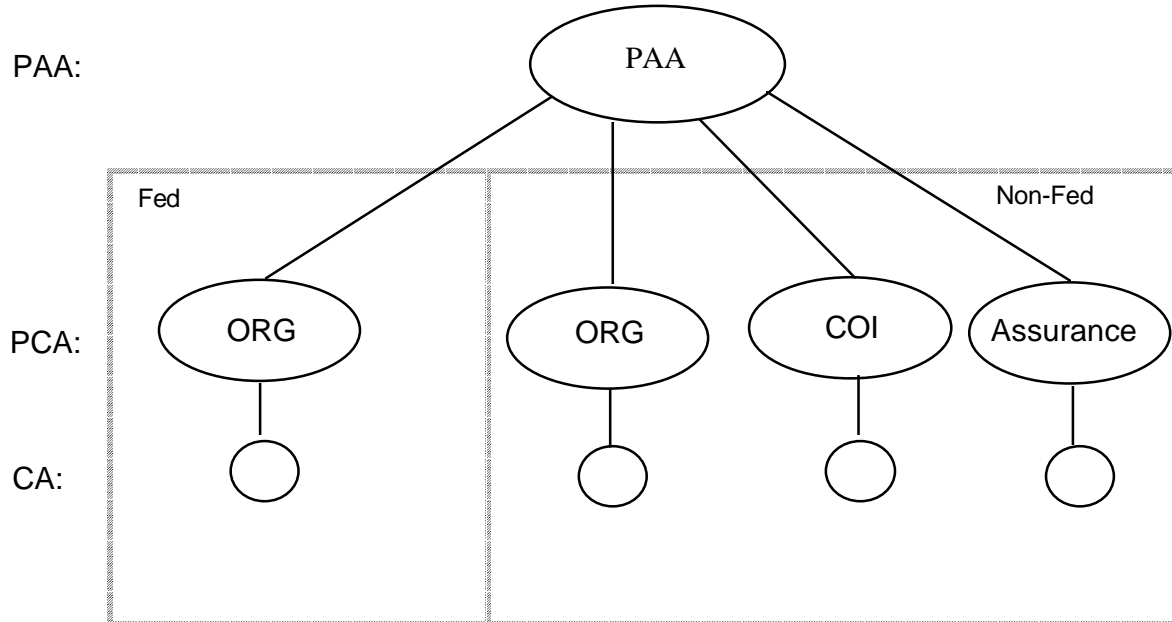 PAA:
PAA
Fed
Non-Fed
PCA:
ORG
ORG
COI
Assurance
CA: